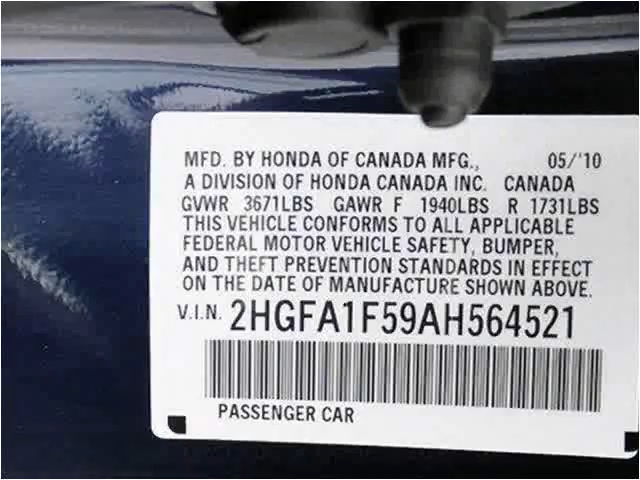 MFD. BY HONDA OF CANADA MFG., 05/'10
A DIVISION OF HONDA CANADA INC. CANADA
GVWR 3671LBS GAWR F 1940LBS R 1731LBS
THIS VEHICLE CONFORMS TO ALL APPLICABLE
FEDERAL MOTOR VEHICLE SAFETY, BUMPER,
AND THEFT PREVENTION STANDARDS IN EFFECT
ON THE DATE OF MANUFACTURE SHOWN ABOVE.
V.I.N. 2HGFA1F59AH564521
PASSENGER CAR